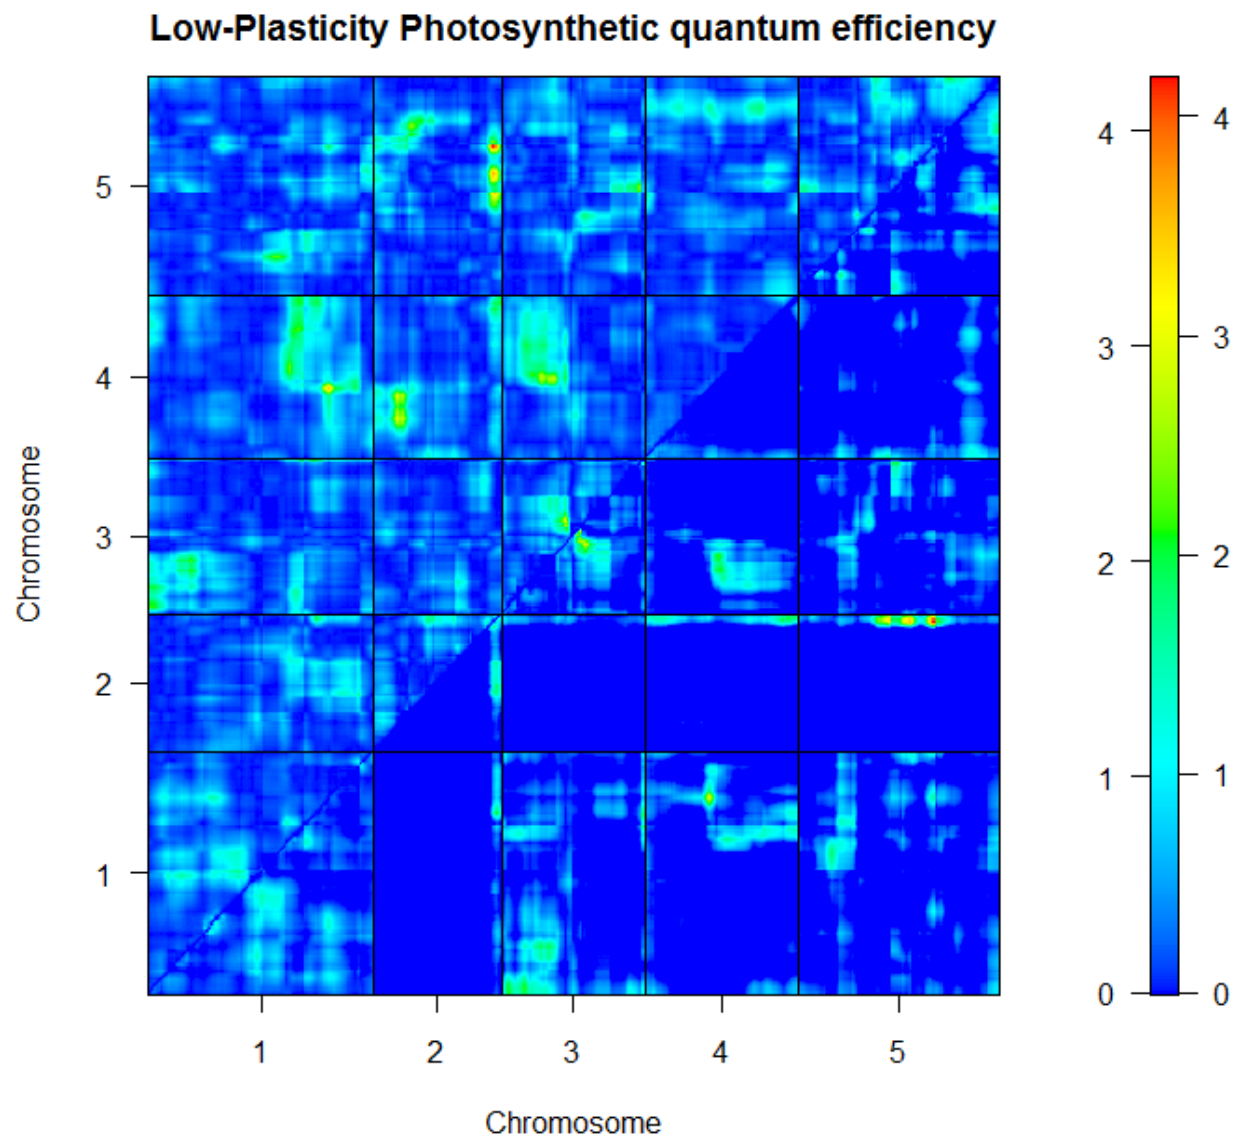 Low-Plasticity Photosynthetic quantum efficiency
5
4
3
2
1
Chromosome
1 2 3 4 5
Chromosome
4 4
3 3
2 2
1 1
0 0